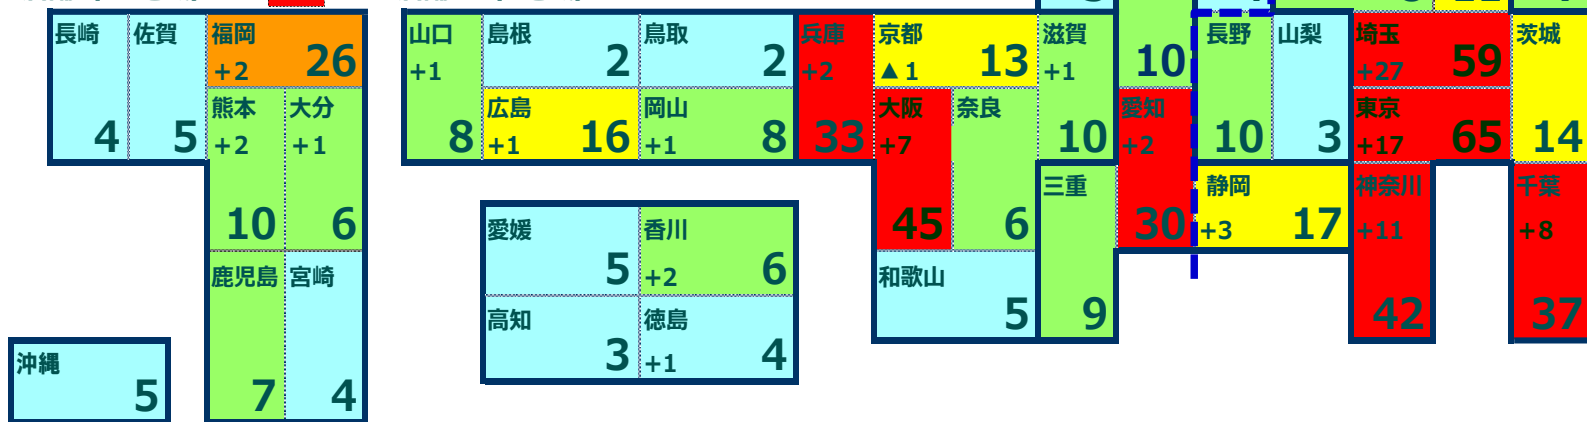 長崎
4
佐賀
5
福岡
+2 26
熊本
+2
10
大分
+1
6
鹿児島
7
宮崎
4
沖縄
5
山口
+1
8
島根
2
鳥取
2
広島
+1 16
岡山
+1 8
愛媛
5
香川
+2 6
高知
3
徳島
+1 4
兵庫
+2
33
京都
▲1 13
大阪
+7
45
奈良
6
和歌山
5
滋賀
+1
10
三重
9
10
愛知
+2
30
長野
10
山梨
3
静岡
+3 17
埼玉
+27 59
東京
+17 65
神奈川
+11
42
茨城
14
千葉
+8
37